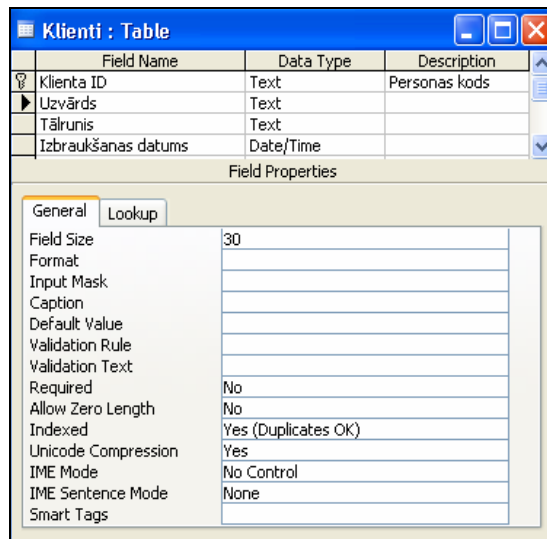 Klienti : Table
Field Name Data Type Description
Klienta ID Text Personas kods
Uzvārds Text
Tālrunis Text
Izbraukšanas datums Date/Time
Field Properties
General Lookup
Field Size 30
Format
Input Mask
Caption
Default Value
Validation Rule
Validation Text
Required No
Allow Zero Length No
Indexed Yes (Duplicates OK)
Unicode Compression Yes
IME Mode No Control
IME Sentence Mode None
Smart Tags